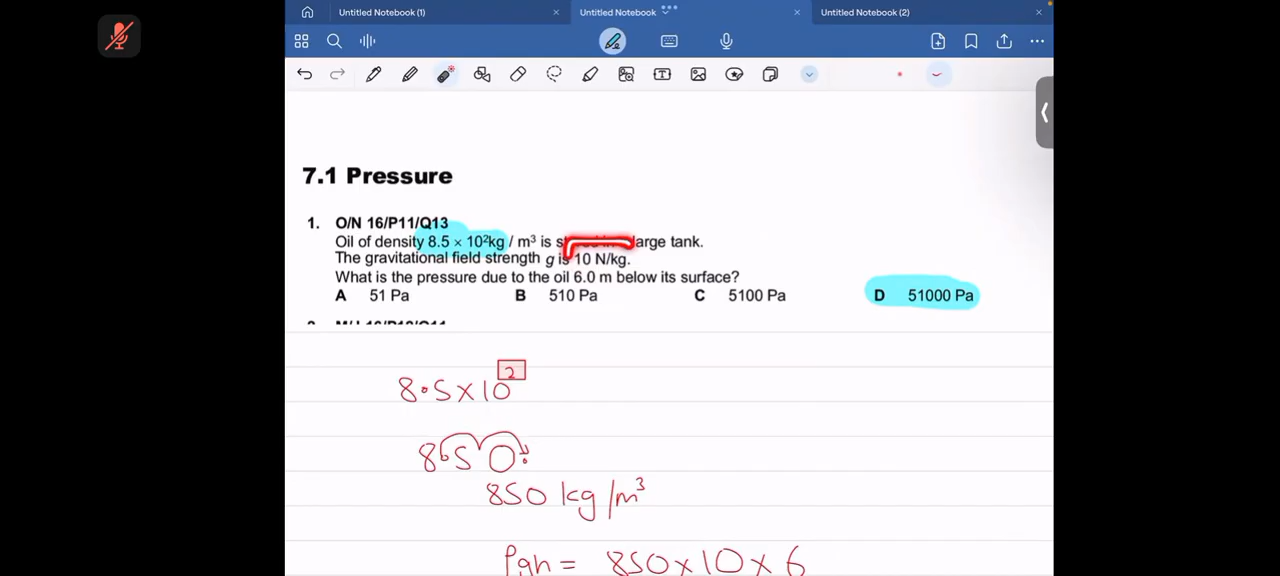 Untitled Notebook (1)
Untitled Notebook
Untitled Notebook (2)
7.1 Pressure
1. O/N 16/P11/Q13
Oil of density 8.5 × 10²kg / m³ is large tank.
The gravitational field strength g is 10 N/kg.
What is the pressure due to the oil 6.0 m below its surface?
A 51 Pa B 510 Pa C 5100 Pa D 51000 Pa
8.5×10²
850.
850 kg/m³
ρgh = 850×10×6